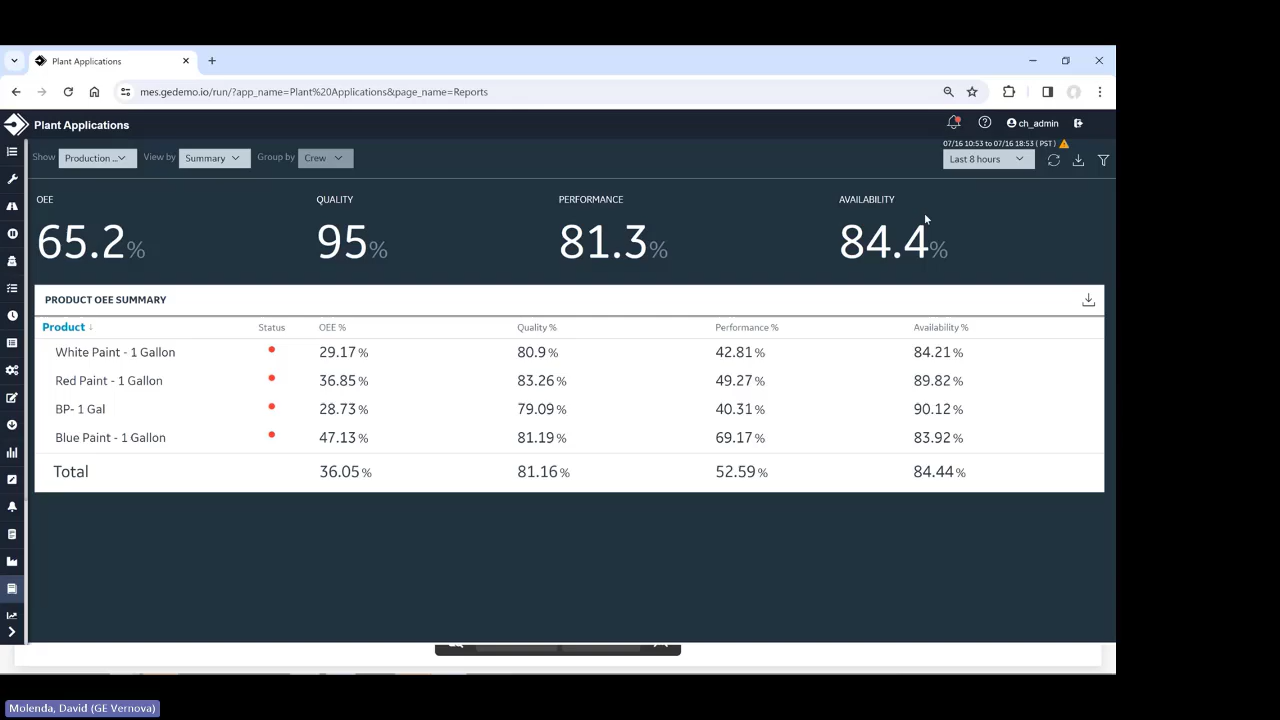 Plant Applications
mes.gedemo.io/run/?app_name=Plant%20Applications&page_name=Reports
Plant Applications
ch_admin
07/16 10:53 to 07/16 18:53 ( PST )
Show Production ... View by Summary Group by Crew Last 8 hours
OEE QUALITY PERFORMANCE AVAILABILITY
65.2% 95% 81.3% 84.4%
PRODUCT OEE SUMMARY
Product ↓ Status OEE % Quality % Performance % Availability %
White Paint - 1 Gallon 29.17 % 80.9 % 42.81 % 84.21 %
Red Paint - 1 Gallon 36.85 % 83.26 % 49.27 % 89.82 %
BP- 1 Gal 28.73 % 79.09 % 40.31 % 90.12 %
Blue Paint - 1 Gallon 47.13 % 81.19 % 69.17 % 83.92 %
Total 36.05 % 81.16 % 52.59 % 84.44 %
Molenda, David (GE Vernova)